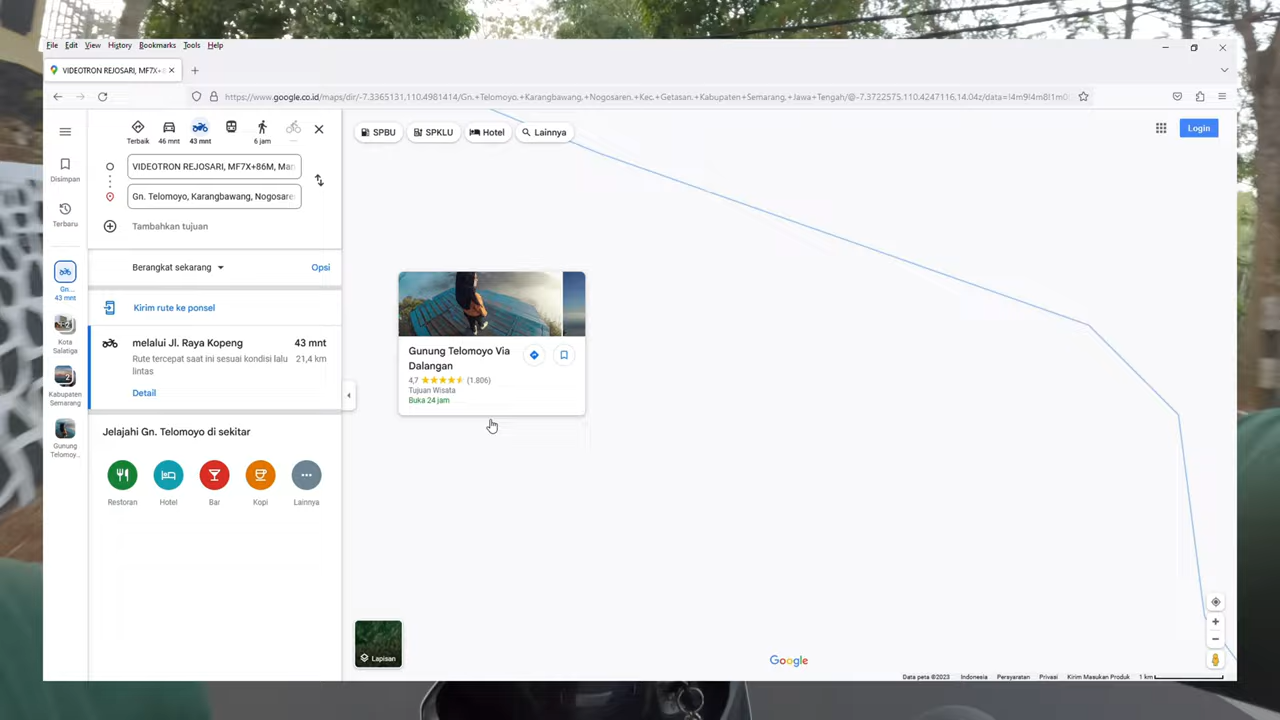 File Edit View History Bookmarks Tools Help
VIDEOTRON REJOSARI, MF7X+8
https://www.google.co.id/maps/dir/-7.3365131,110.4981414/Gn.+Telomoyo,+Karangbawang,+Nogosaren,+Kec.+Getasan,+Kabupaten+Semarang,+Jawa+Tengah/@-7.3722575,110.4247116,14.04z/data=!4m9!4m8!1m0
Terbaik
46 mnt
43 mnt
6 jam
SPBU
SPKLU
Hotel
Lainnya
Login
VIDEOTRON REJOSARI, MF7X+86M, Man
Gn. Telomoyo, Karangbawang, Nogosare
Tambahkan tujuan
Disimpan
Terbaru
Gn...
43 mnt
Kota
Salatiga
Kabupaten
Semarang
2
Gunung
Telomoy...
Berangkat sekarang
Opsi
Kirim rute ke ponsel
melalui Jl. Raya Kopeng
43 mnt
Rute tercepat saat ini sesuai kondisi lalu
lintas
21,4 km
Detail
Jelajahi Gn. Telomoyo di sekitar
Restoran
Hotel
Bar
Kopi
Lainnya
Gunung Telomoyo Via
Dalangan
4,7 (1.806)
Tujuan Wisata
Buka 24 jam
Lapisan
Google
Data peta ©2023 Indonesia Persyaratan Privasi Kirim Masukan Produk 1 km